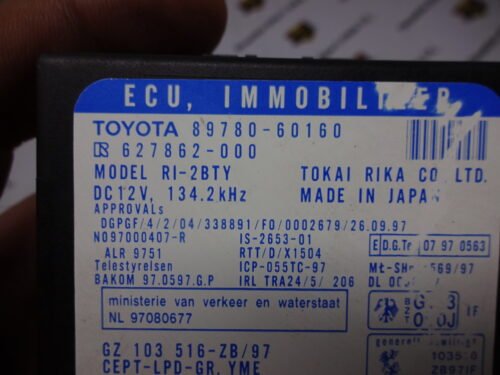 ECU, IMMOBILIZER
TOYOTA 89780-60160
627862-000
MODEL RI-2BTY TOKAI RIKA CO. LTD.
DC12V, 134.2kHz MADE IN JAPAN
APPROVALs
DGPGF/4/2/04/338891/FO/0002679/26.09.97
N097000407-R IS-2653-01
E D.G.Tr 07 97 0563
ALR 9751 RTT/D/X1504
Telestyreisen ICP-055TC-97
BAKOM 97.0597.G.P IRL TRA24/5/ 206
ministerie van verkeer en waterstaat
NL 97080677
GZ 103 516-ZB/97
CEPT-LPD-GR, YME